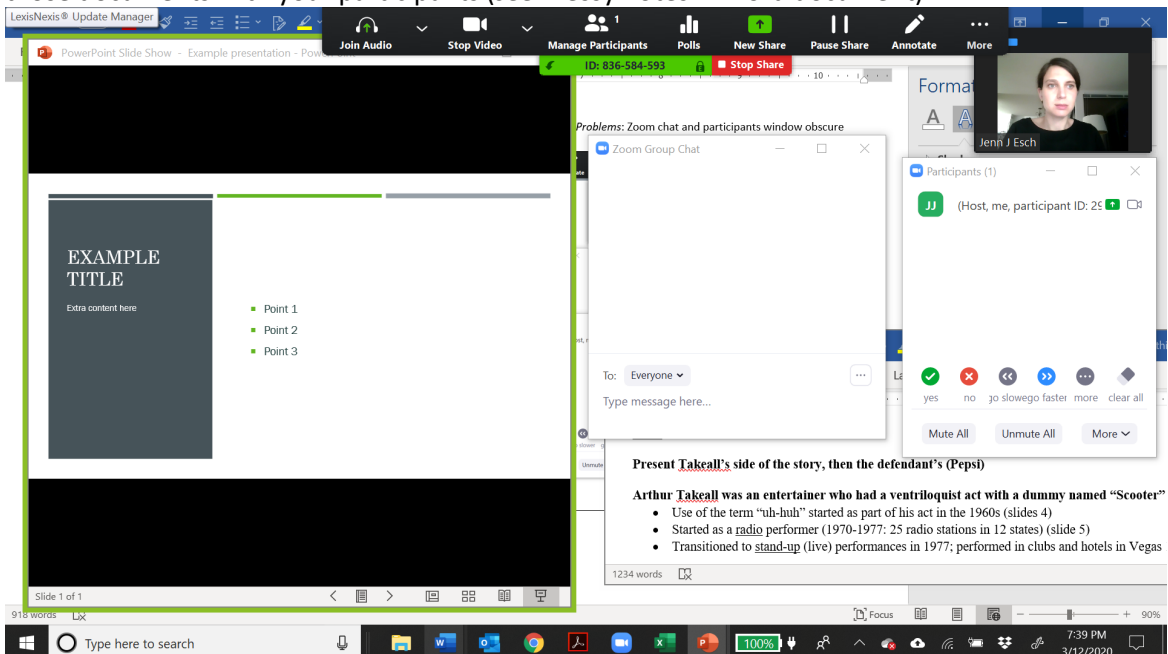 LexisNexis® Update Manager
PowerPoint Slide Show - Example presentation -
Join Audio
Stop Video
Manage Participants
1
Polls
New Share
Pause Share
Annotate
More
ID: 836-584-593
Stop Share
10
Problems: Zoom chat and participants window obscure
Jenn J Esch
Zoom Group Chat
Participants (1)
JJ
(Host, me, participant ID: 29
EXAMPLE
TITLE
Extra content here
Point 1
Point 2
Point 3
To: Everyone
Type message here...
yes
no
go slower
go faster
more
clear all
Mute All
Unmute All
More
Unmute
Present Takeall's side of the story, then the defendant's (Pepsi)
Arthur Takeall was an entertainer who had a ventriloquist act with a dummy named “Scooter”
Use of the term “uh-huh” started as part of his act in the 1960s (slides 4)
Started as a radio performer (1970-1977: 25 radio stations in 12 states) (slide 5)
Transitioned to stand-up (live) performances in 1977; performed in clubs and hotels in Vegas
1234 words
Slide 1 of 1
918 words
Focus
90%
Type here to search
100%
7:39 PM
3/12/2020